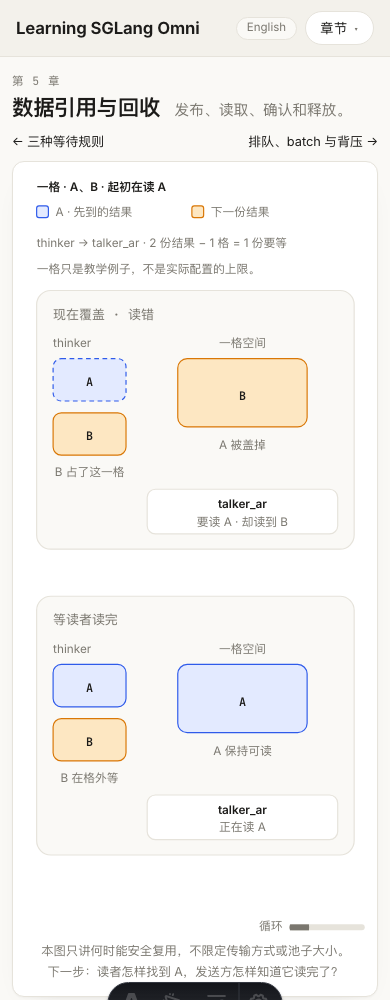 Learning SGLang Omni
English
章节
第 5 章
数据引用与回收 发布、读取、确认和释放。
← 三种等待规则
排队、batch 与背压 →
一格 · A、B · 起初在读 A
A · 先到的结果
下一份结果
thinker → talker_ar · 2 份结果 − 1 格 = 1 份要等
一格只是教学例子，不是实际配置的上限。
现在覆盖 · 读错
thinker
一格空间
A
B
B
A 被盖掉
B 占了这一格
talker_ar
要读 A · 却读到 B
等读者读完
thinker
一格空间
A
A
B
A 保持可读
B 在格外等
talker_ar
正在读 A
循环
本图只讲何时能安全复用，不限定传输方式或池子大小。
下一步：读者怎样找到 A，发送方怎样知道它读完了？